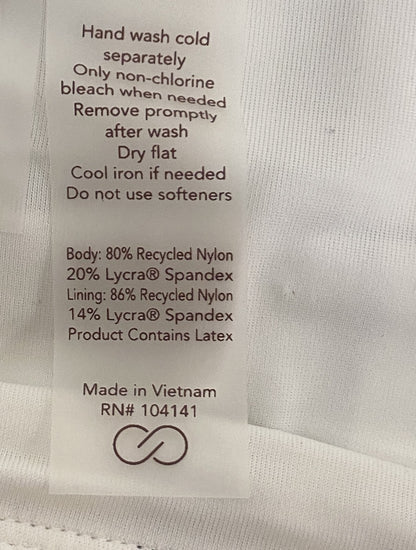 Hand wash cold
separately
Only non-chlorine
bleach when needed
Remove promptly
after wash
Dry flat
Cool iron if needed
Do not use softeners
Body: 80% Recycled Nylon
20% Lycra® Spandex
Lining: 86% Recycled Nylon
14% Lycra® Spandex
Product Contains Latex
Made in Vietnam
RN# 104141